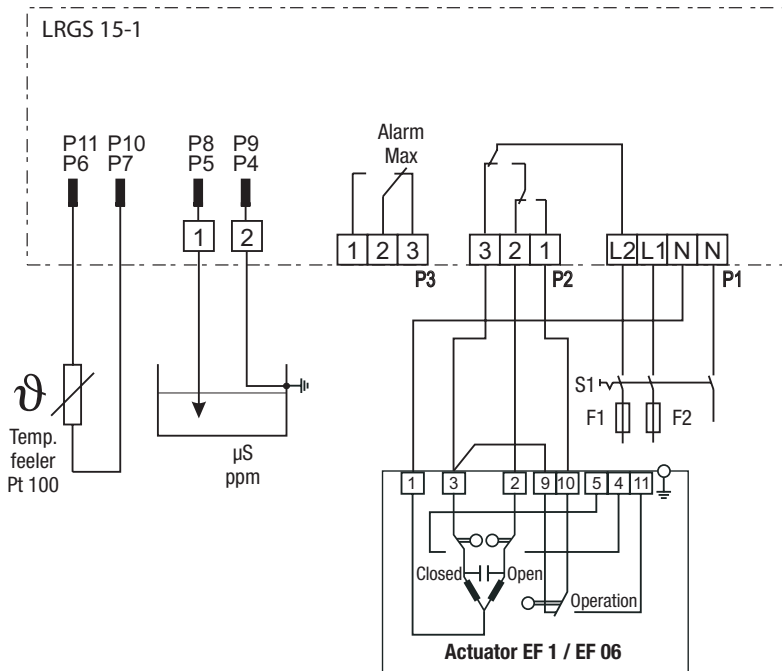 LRGS 15-1
P11 P10
P6 P7
P8 P9
P5 P4
Alarm
Max
1 2
1 2 3
P3
3 2 1
P2
L2 L1 N N
P1
S1
F1 F2
ϑ
Temp.
feeler
Pt 100
µS
ppm
1 3 2 9 10 5 4 11
Closed Open
Operation
Actuator EF 1 / EF 06